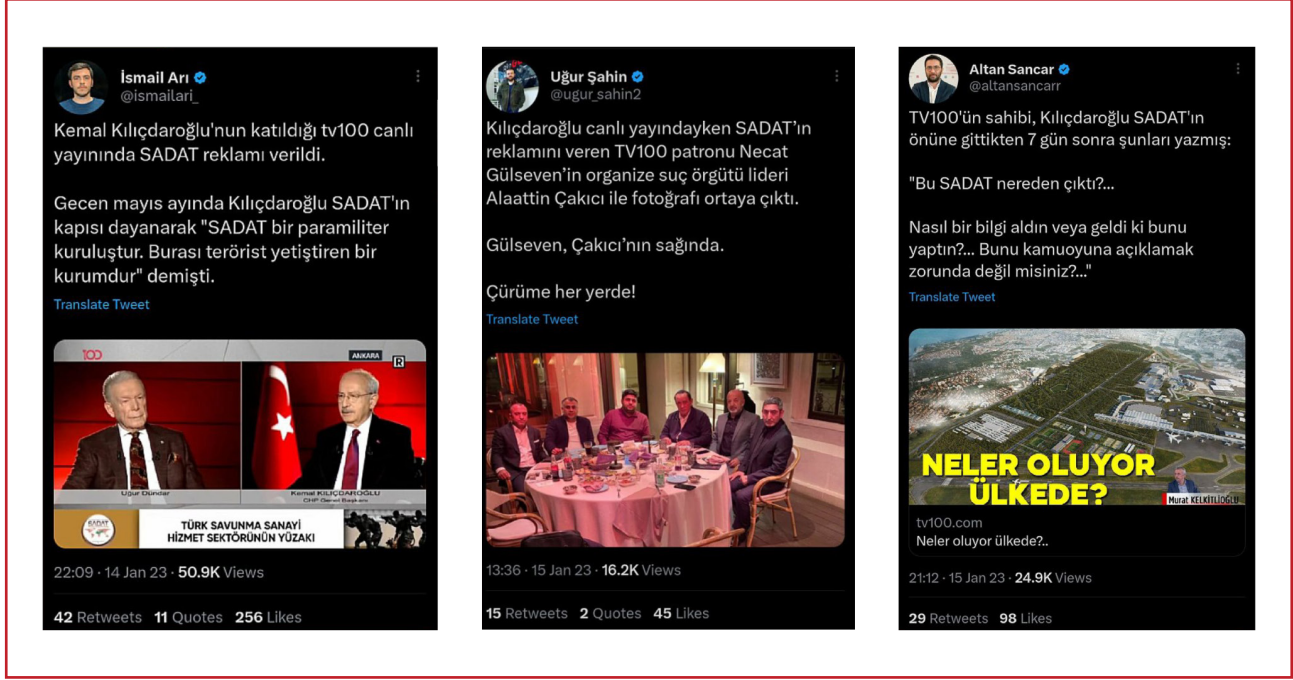 İsmail Arı
@ismailari_
Kemal Kılıçdaroğlu'nun katıldığı tv100 canlı
yayınında SADAT reklamı verildi.
Gecen mayıs ayında Kılıçdaroğlu SADAT'ın
kapısı dayanarak "SADAT bir paramiliter
kuruluştur. Burası terörist yetiştiren bir
kurumdur" demişti.
Translate Tweet
100
ANKARA
R
Uğur Dündar
Kemal KILIÇDAROĞLU
CHP Genel Başkanı
SADAT
TÜRK SAVUNMA SANAYİ
HİZMET SEKTÖRÜNÜN YÜZAKI
22:09 · 14 Jan 23 · 50.9K Views
42 Retweets 11 Quotes 256 Likes
Uğur Şahin
@ugur_sahin2
Kılıçdaroğlu canlı yayındayken SADAT’ın
reklamını veren TV100 patronu Necat
Gülseven’in organize suç örgütü lideri
Alaattin Çakıcı ile fotoğrafı ortaya çıktı.
Gülseven, Çakıcı’nın sağında.
Çürüme her yerde!
Translate Tweet
13:36 · 15 Jan 23 · 16.2K Views
15 Retweets 2 Quotes 45 Likes
Altan Sancar
@altansancarr
TV100'ün sahibi, Kılıçdaroğlu SADAT'ın
önüne gittikten 7 gün sonra şunları yazmış:
"Bu SADAT nereden çıktı?...
Nasıl bir bilgi aldın veya geldi ki bunu
yaptın?... Bunu kamuoyuna açıklamak
zorunda değil misiniz?..."
Translate Tweet
NELER OLUYOR
ÜLKEDE?
Murat KELKİTLİOĞLU
tv100.com
Neler oluyor ülkede?..
21:12 · 15 Jan 23 · 24.9K Views
29 Retweets 98 Likes